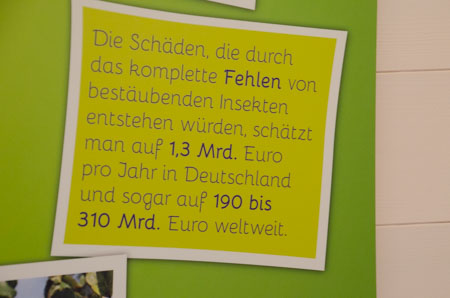 Die Schäden, die durch
das komplette Fehlen von
bestäubenden Insekten
entstehen würden, schätzt
man auf 1,3 Mrd. Euro
pro Jahr in Deutschland
und sogar auf 190 bis
310 Mrd. Euro weltweit.